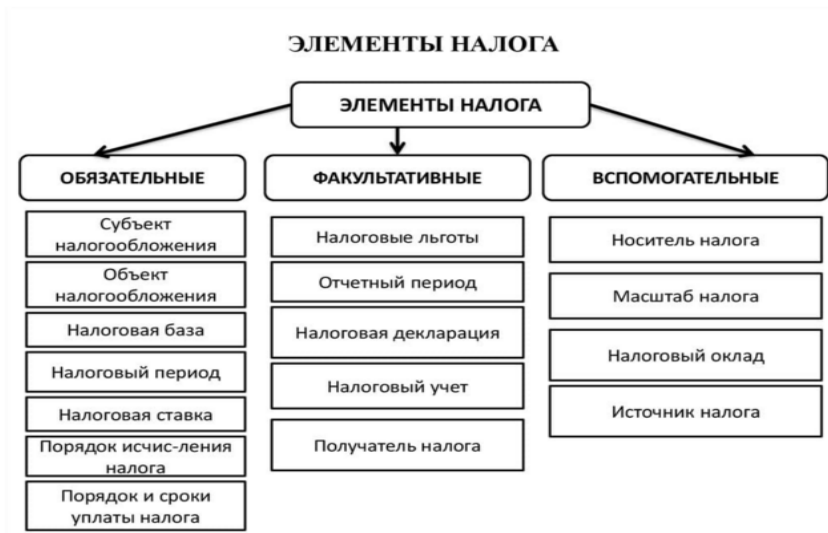 ЭЛЕМЕНТЫ НАЛОГА
ЭЛЕМЕНТЫ НАЛОГА
ОБЯЗАТЕЛЬНЫЕ
Субъект
налогообложения
Объект
налогообложения
Налоговая база
Налоговый период
Налоговая ставка
Порядок исчис-ления
налога
Порядок и сроки
уплаты налога
ФАКУЛЬТАТИВНЫЕ
Налоговые льготы
Отчетный период
Налоговая декларация
Налоговый учет
Получатель налога
ВСПОМОГАТЕЛЬНЫЕ
Носитель налога
Масштаб налога
Налоговый оклад
Источник налога